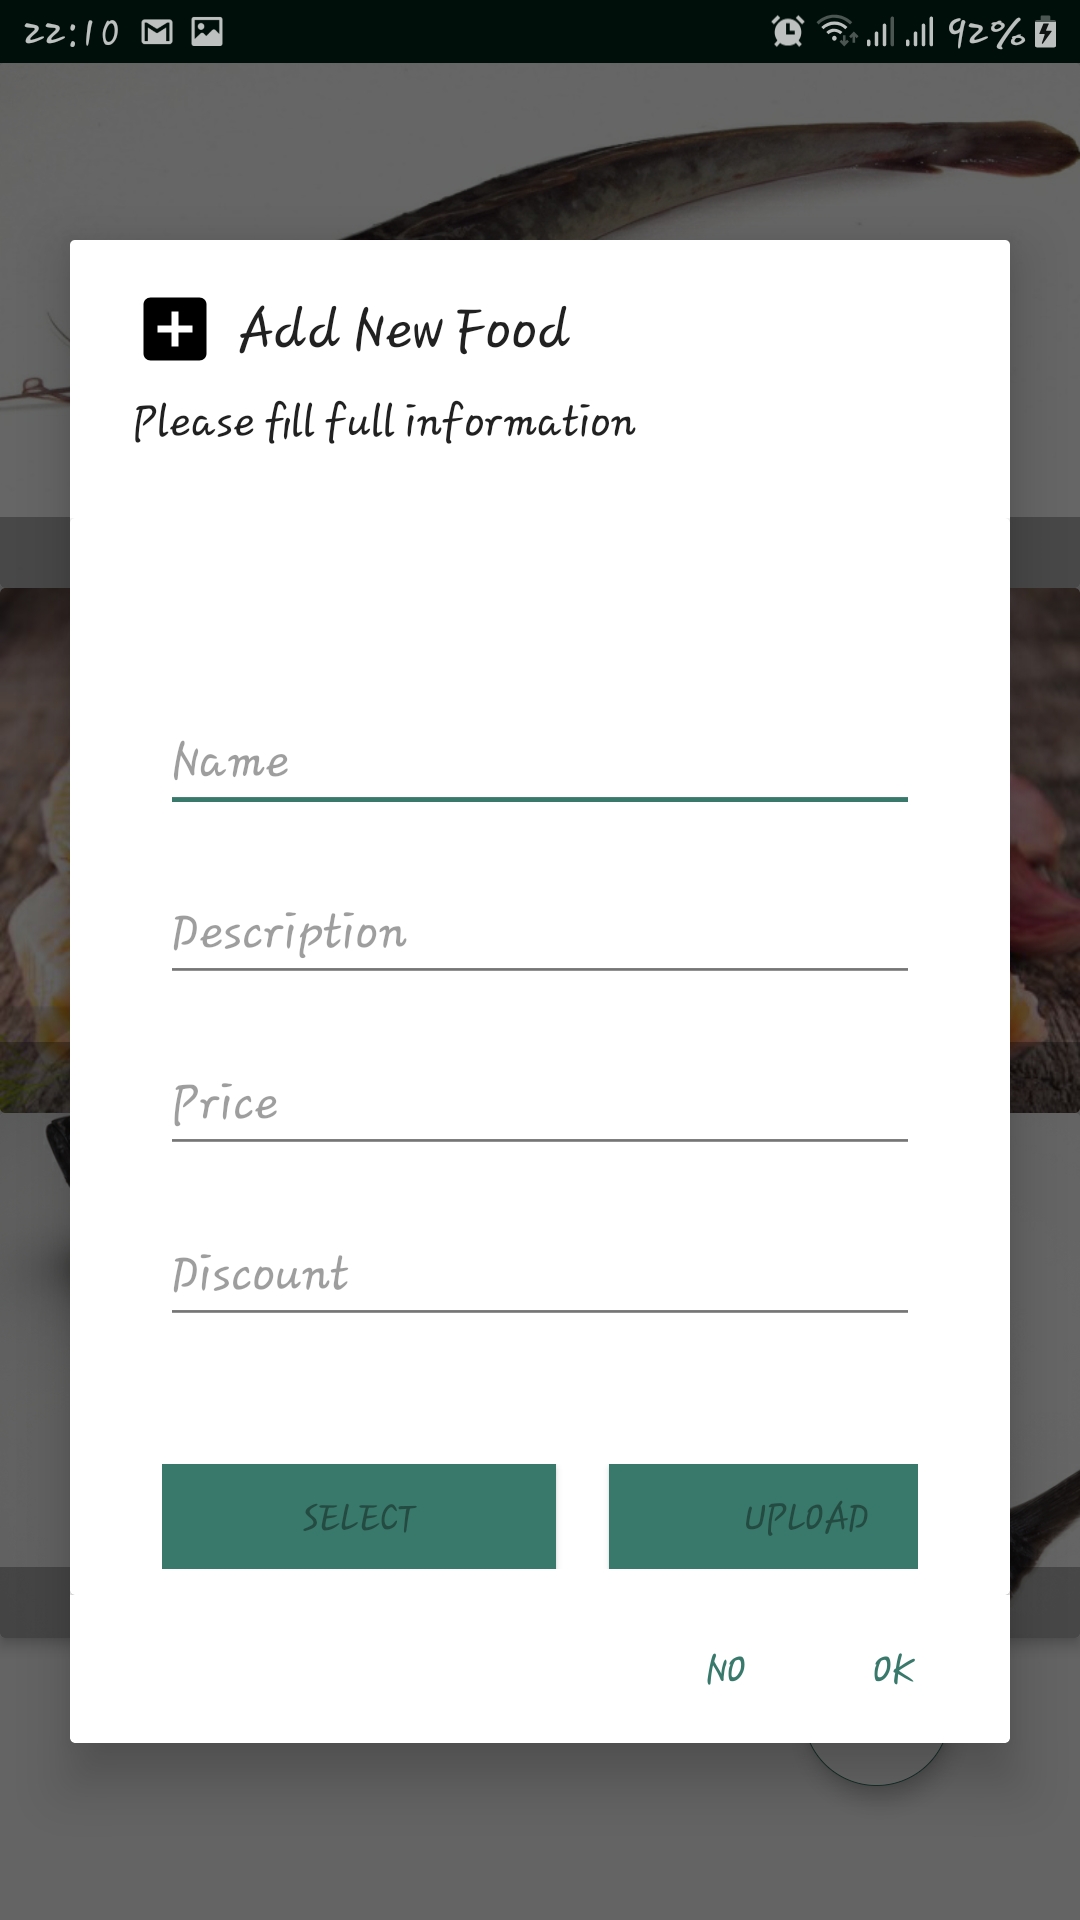 22:10 92%
Add New Food
Please fill full information
Name
Description
Price
Discount
SELECT UPLOAD
NO OK